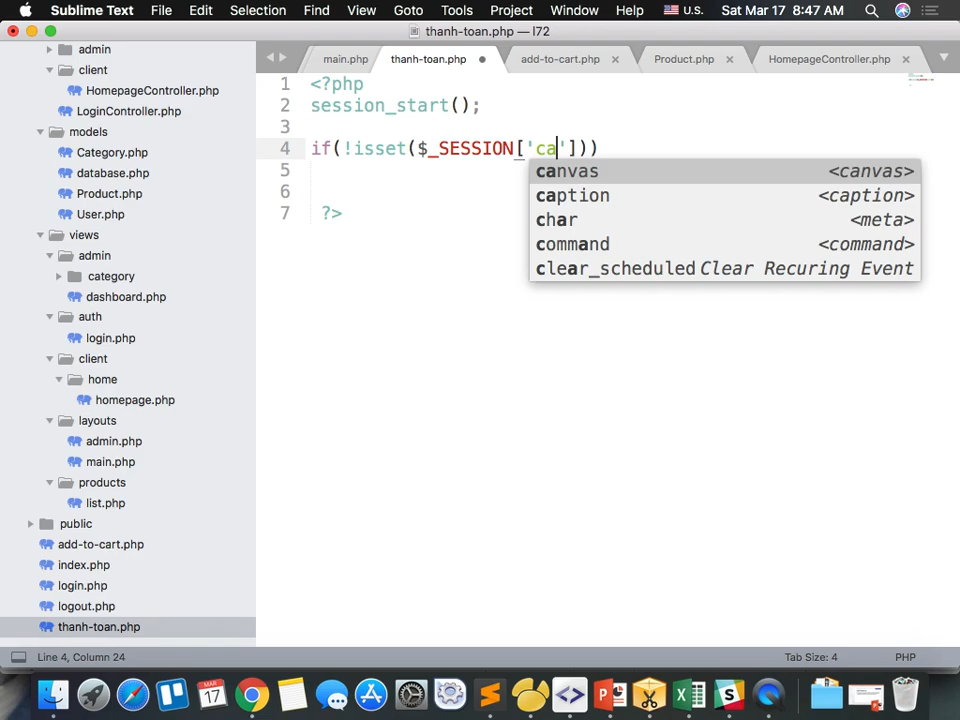 Sublime Text File Edit Selection Find View Goto Tools Project Window Help U.S. Sat Mar 17 8:47 AM
thanh-toan.php — l72
main.php thanh-toan.php add-to-cart.php Product.php HomepageController.php
admin
client
HomepageController.php
LoginController.php
models
Category.php
database.php
Product.php
User.php
views
admin
category
dashboard.php
auth
login.php
client
home
homepage.php
layouts
admin.php
main.php
products
list.php
public
add-to-cart.php
index.php
login.php
logout.php
thanh-toan.php
1 <?php
2 session_start();
3
4 if(!isset($_SESSION['ca']))
5
6
7 ?>
canvas <canvas>
caption <caption>
char <meta>
command <command>
clear_scheduled Clear Recuring Event
Line 4, Column 24 Tab Size: 4 PHP
MAR
17